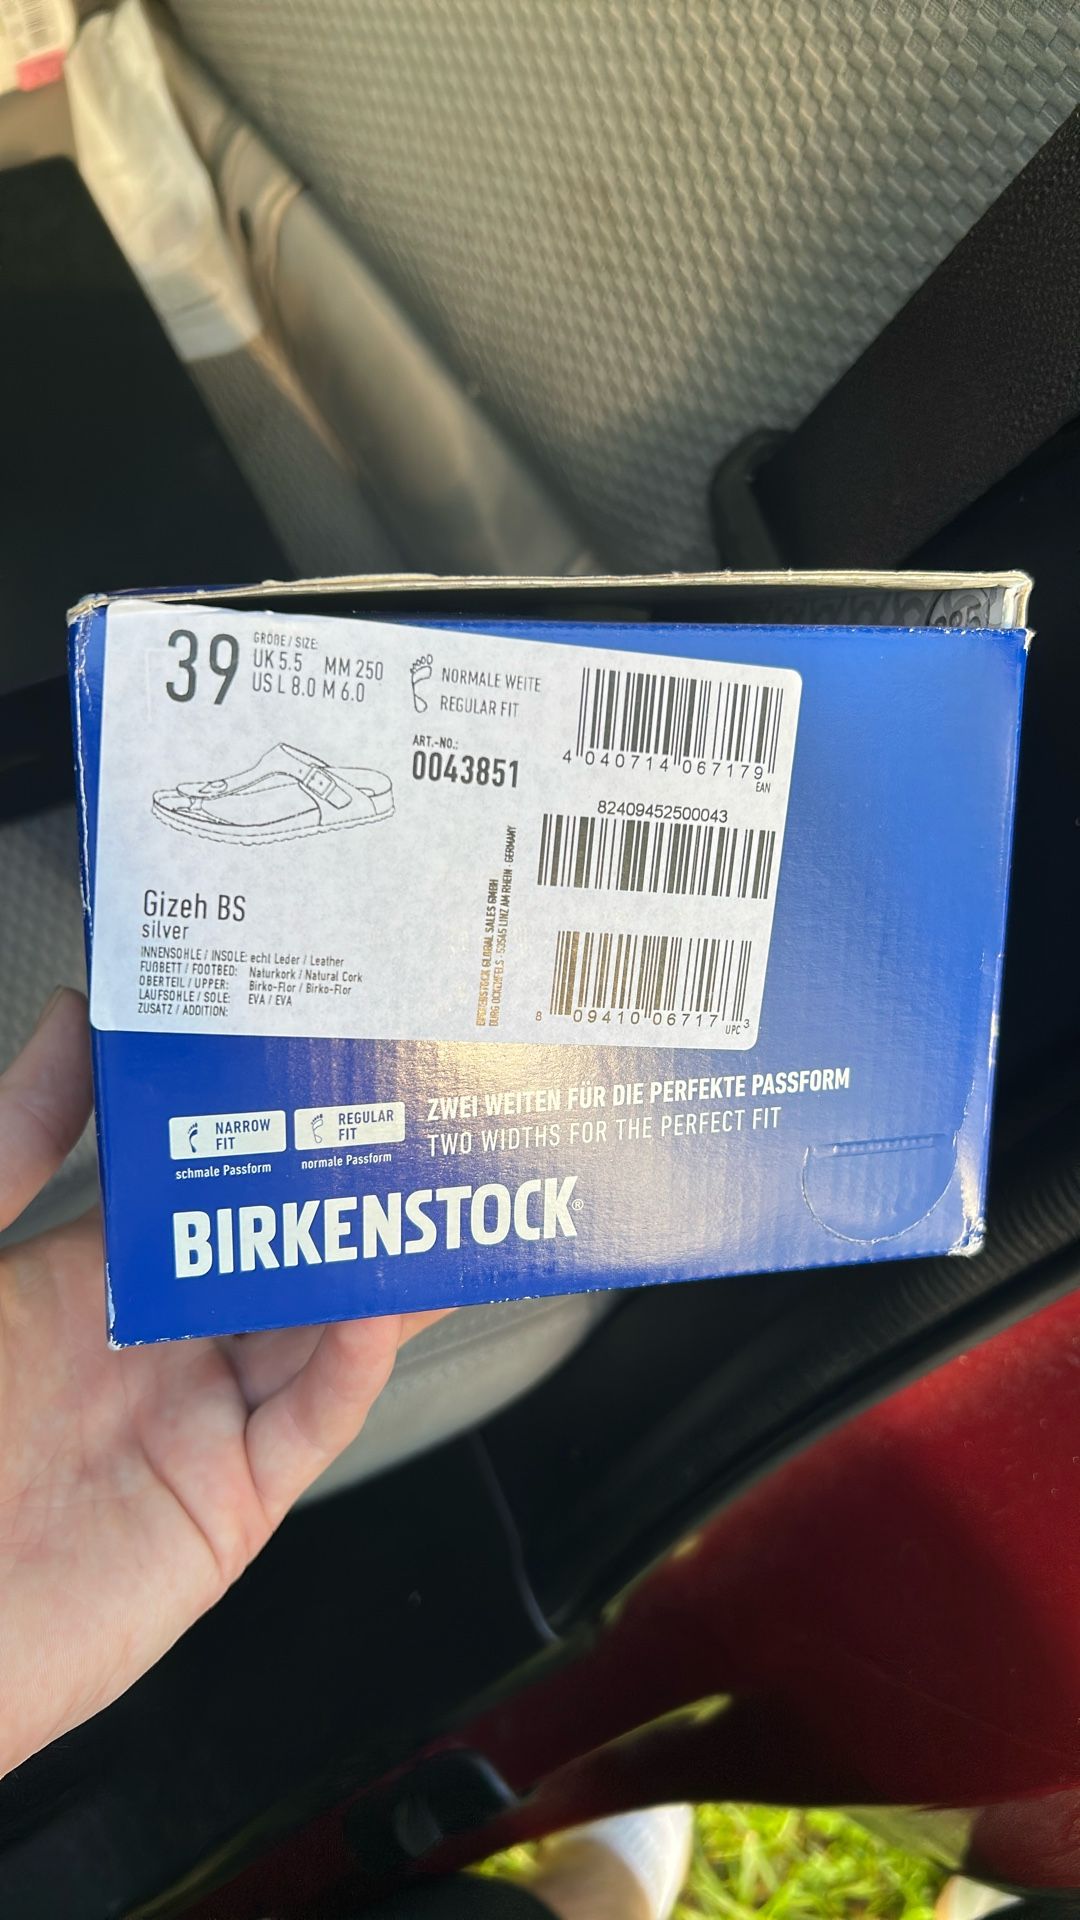 39
GRÖßE / SIZE:
UK 5.5 MM 250
US L 8.0 M 6.0
NORMALE WEITE
REGULAR FIT
ART.-NO.:
0043851
4 040714 067179
EAN
82409452500043
Gizeh BS
silver
INNENSOHLE / INSOLE: echt Leder / Leather
FUßBETT / FOOTBED: Naturkork / Natural Cork
OBERTEIL / UPPER: Birko-Flor / Birko-Flor
LAUFSOHLE / SOLE: EVA / EVA
ZUSATZ / ADDITION:
BIRKENSTOCK GLOBAL SALES GMBH
BURG OCKENFELS · 53545 LINZ AM RHEIN · GERMANY
8 09410 06717 3
UPC
NARROW FIT
schmale Passform
REGULAR FIT
normale Passform
ZWEI WEITEN FÜR DIE PERFEKTE PASSFORM
TWO WIDTHS FOR THE PERFECT FIT
BIRKENSTOCK®